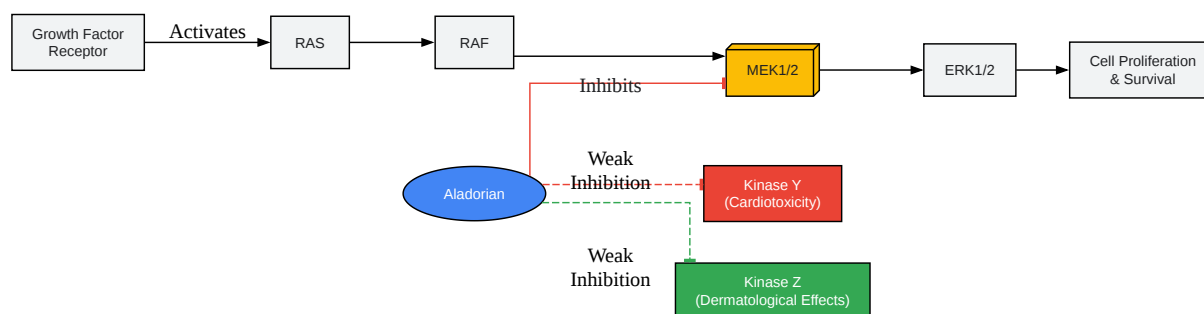 Growth Factor
Receptor
Activates
RAS
RAF
MEK1/2
ERK1/2
Cell Proliferation
& Survival
Inhibits
Aladorian
Weak
Inhibition
Kinase Y
(Cardiotoxicity)
Weak
Inhibition
Kinase Z
(Dermatological Effects)